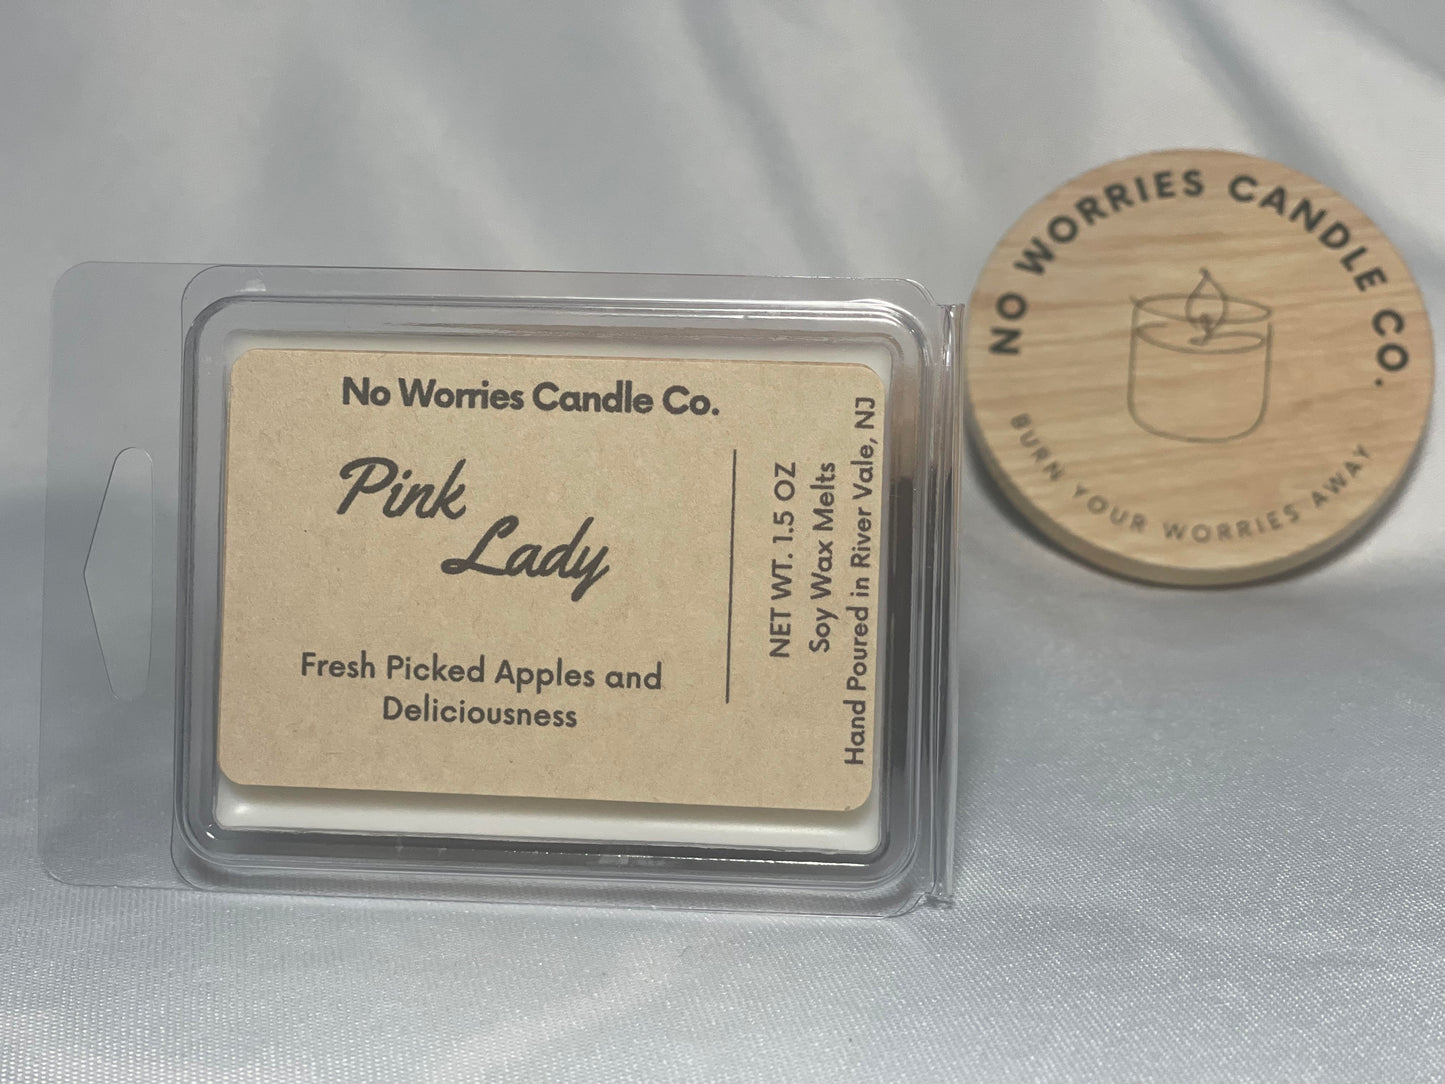 No Worries Candle Co.
Pink
Lady
Fresh Picked Apples and
Deliciousness
NET WT. 1.5 OZ
Soy Wax Melts
Hand Poured in River Vale, NJ
NO WORRIES CANDLE CO.
BURN YOUR WORRIES AWAY